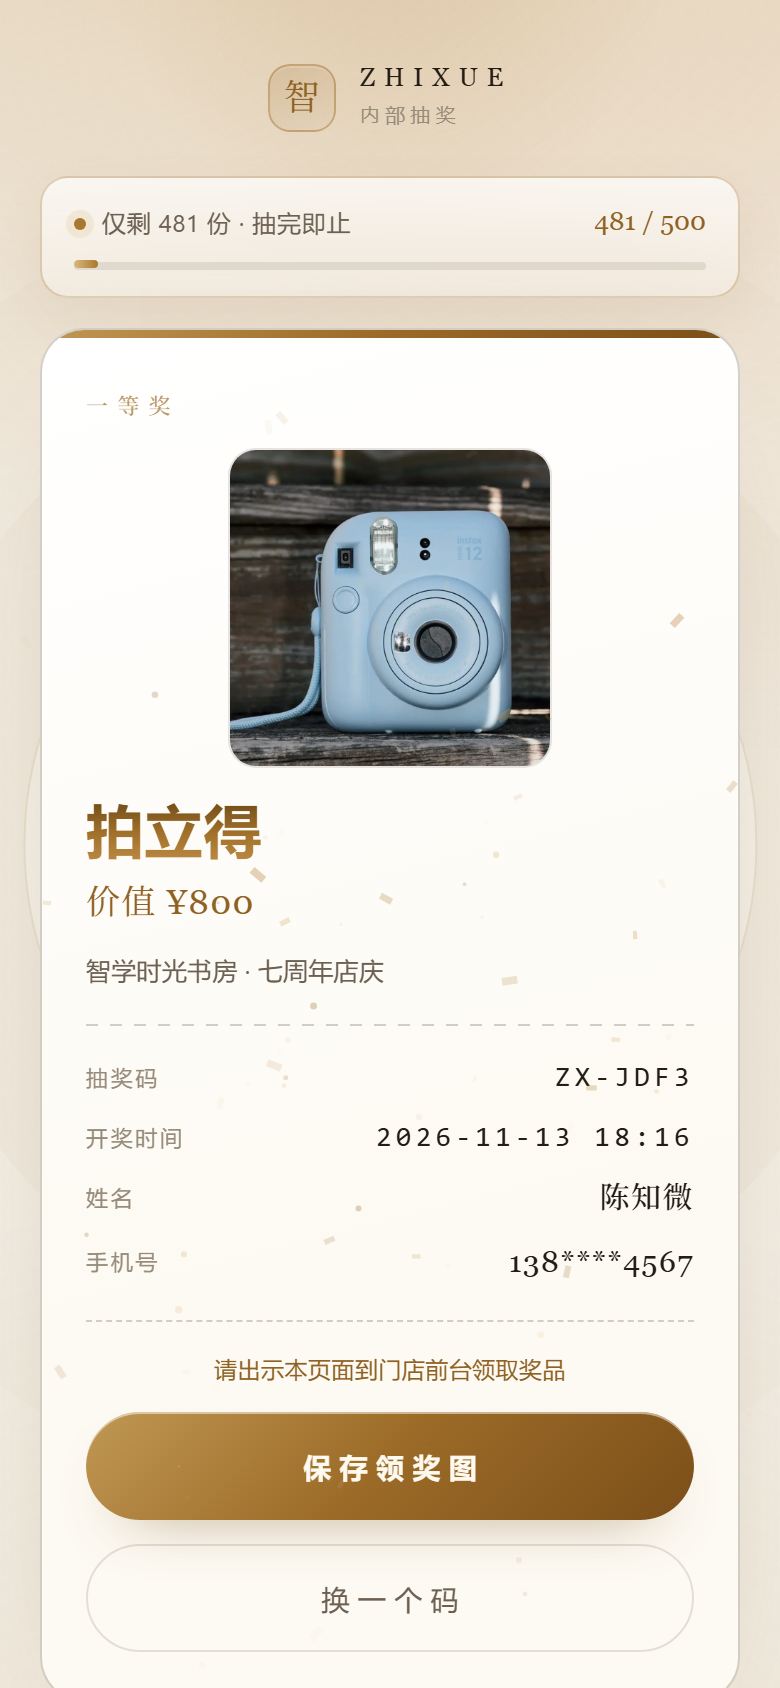 智
ZHIXUE
内部抽奖
仅剩 481 份 · 抽完即止
481 / 500
一等奖
instax
mini 12
拍立得
价值 ¥800
智学时光书房 · 七周年店庆
抽奖码
ZX-JDF3
开奖时间
2026-11-13 18:16
姓名
陈知微
手机号
138****4567
请出示本页面到门店前台领取奖品
保存领奖图
换一个码